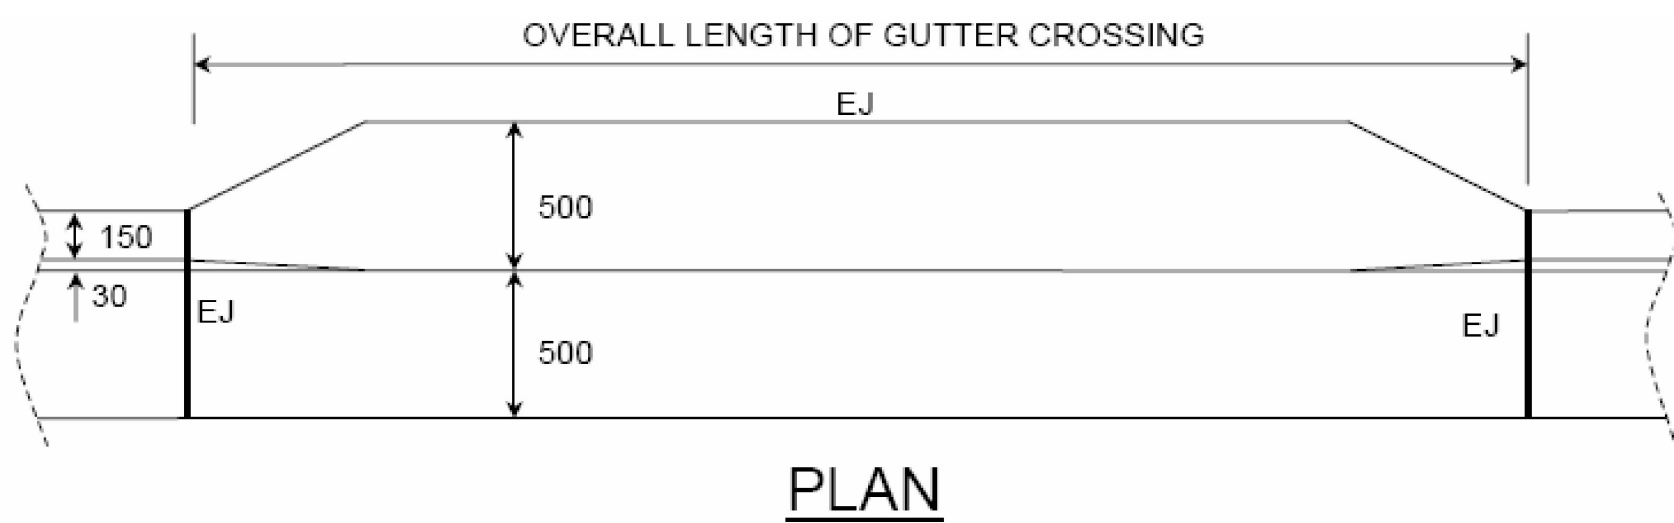 OVERALL LENGTH OF GUTTER CROSSING
EJ
500
150
30
EJ
EJ
500
PLAN